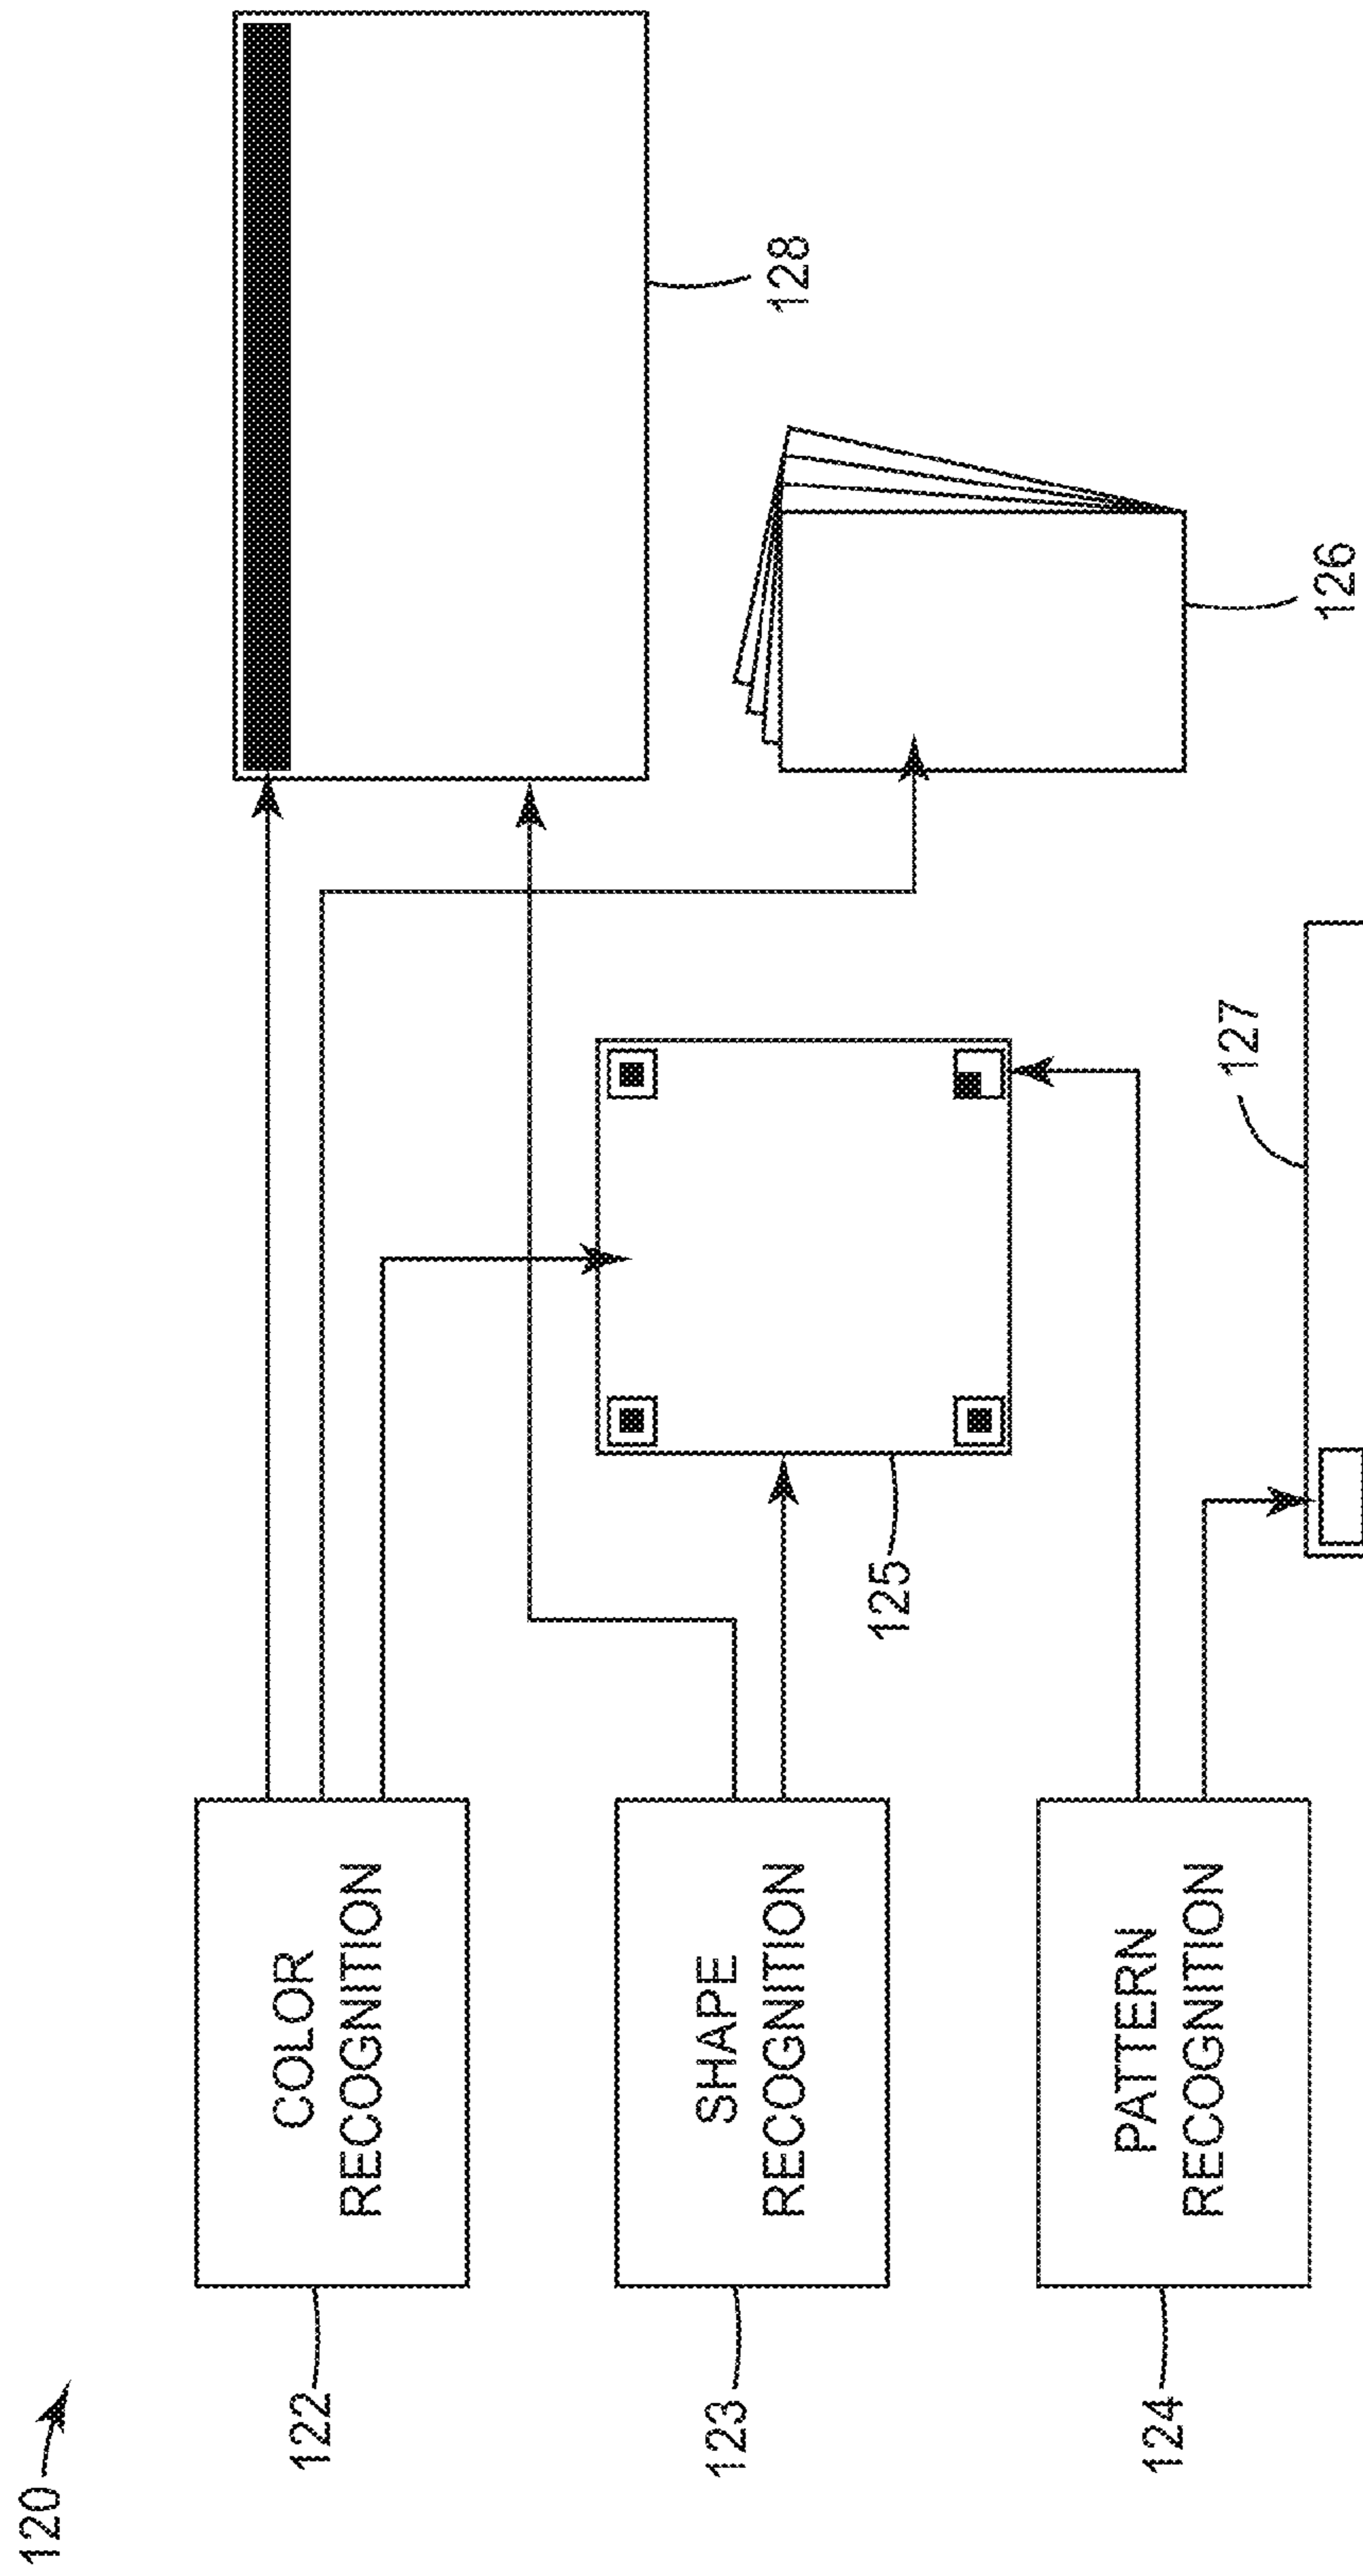 120
122
COLOR
RECOGNITION
128
123
SHAPE
RECOGNITION
125
126
124
PATTERN
RECOGNITION
127